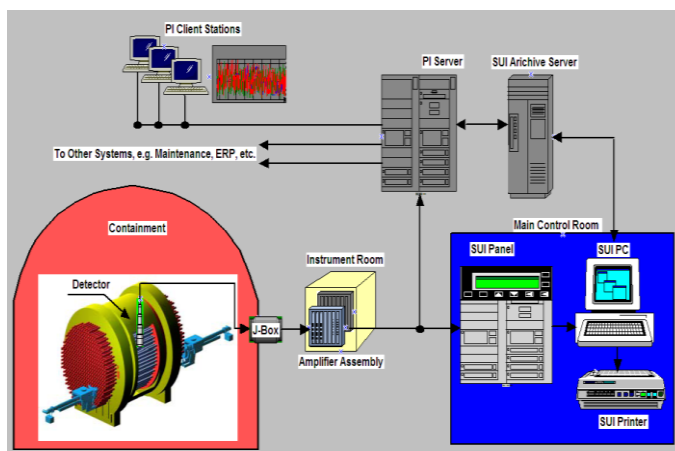 PI Client Stations
PI Server
SUI Arichive Server
To Other Systems, e.g. Maintenance, ERP, etc.
Main Control Room
Containment
Instrument Room
SUI Panel
SUI PC
Detector
J-Box
Amplifier Assembly
SUI Printer